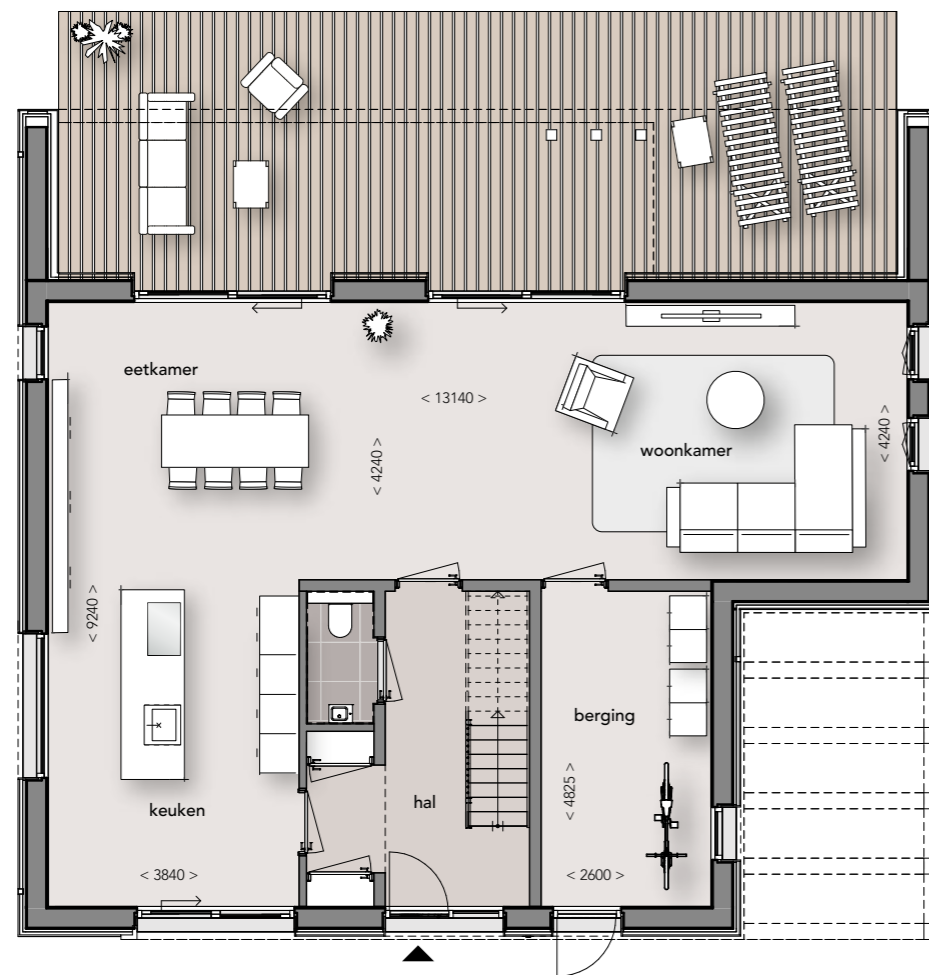 eetkamer
< 13140 >
< 4240 >
woonkamer
< 4240 >
< 9240 >
berging
keuken
hal
< 4825 >
< 3840 >
< 2600 >